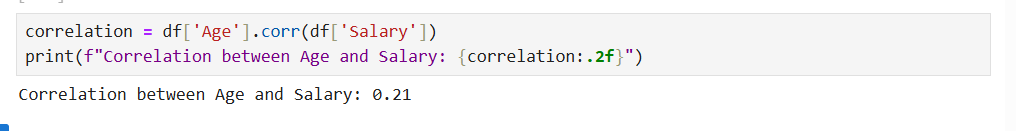 correlation = df['Age'].corr(df['Salary'])
print(f"Correlation between Age and Salary: {correlation:.2f}")
Correlation between Age and Salary: 0.21